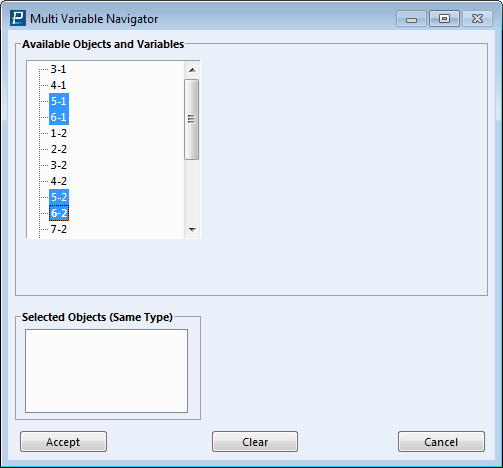 Multi Variable Navigator
Available Objects and Variables
3-1
4-1
5-1
6-1
1-2
2-2
3-2
4-2
5-2
6-2
7-2
Selected Objects (Same Type)
Accept
Clear
Cancel